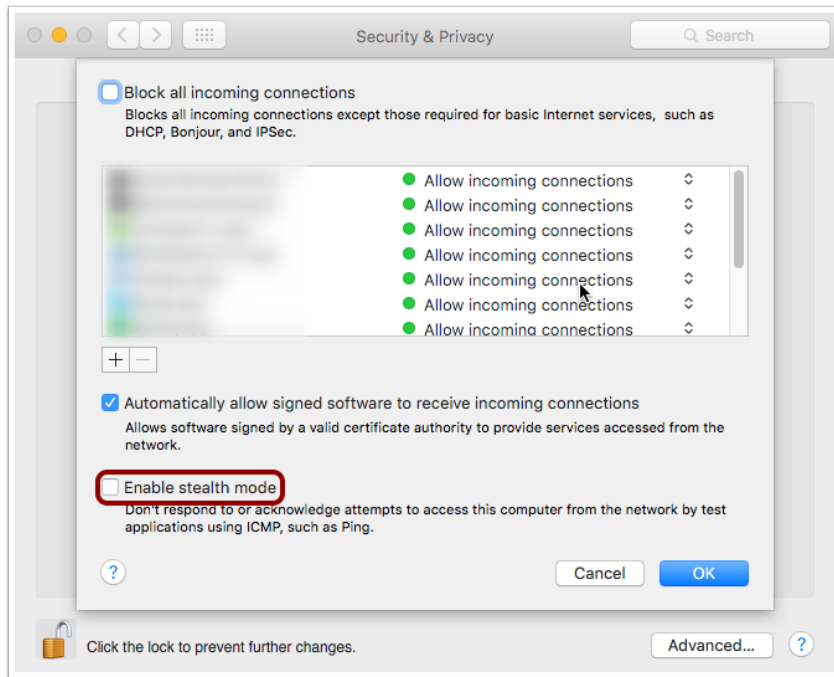 Security & Privacy
Search
Block all incoming connections
Blocks all incoming connections except those required for basic Internet services, such as
DHCP, Bonjour, and IPSec.
Allow incoming connections
Allow incoming connections
Allow incoming connections
Allow incoming connections
Allow incoming connections
Allow incoming connections
Allow incoming connections
Automatically allow signed software to receive incoming connections
Allows software signed by a valid certificate authority to provide services accessed from the
network.
Enable stealth mode
Don't respond to or acknowledge attempts to access this computer from the network by test
applications using ICMP, such as Ping.
?
Cancel
OK
Click the lock to prevent further changes.
Advanced...
?